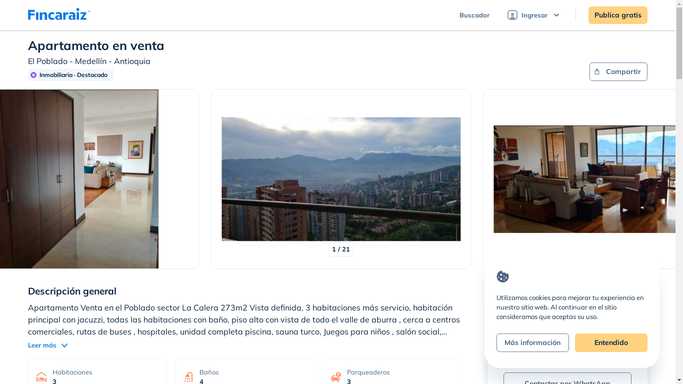 Fincaraiz
Buscador
Ingresar
Publica gratis
Apartamento en venta
El Poblado - Medellín - Antioquia
Inmobiliaria · Destacado
Compartir
1 / 21
Descripción general
Apartamento Venta en el Poblado sector La Calera 273m2 Vista definida, 3 habitaciones más servicio, habitación
principal con jacuzzi, todas las habitaciones con baño, piso alto con vista de todo el valle de aburra , cerca a centros
comerciales, rutas de buses , hospitales, unidad completa piscina, sauna turco, Juegos para niños , salón social,...
Leer más
Habitaciones
3
Baños
4
Parqueaderos
3
Utilizamos cookies para mejorar tu experiencia en
nuestro sitio web. Al continuar en el sitio
consideramos que aceptas su uso.
Más información
Entendido
Contactar por WhatsApp